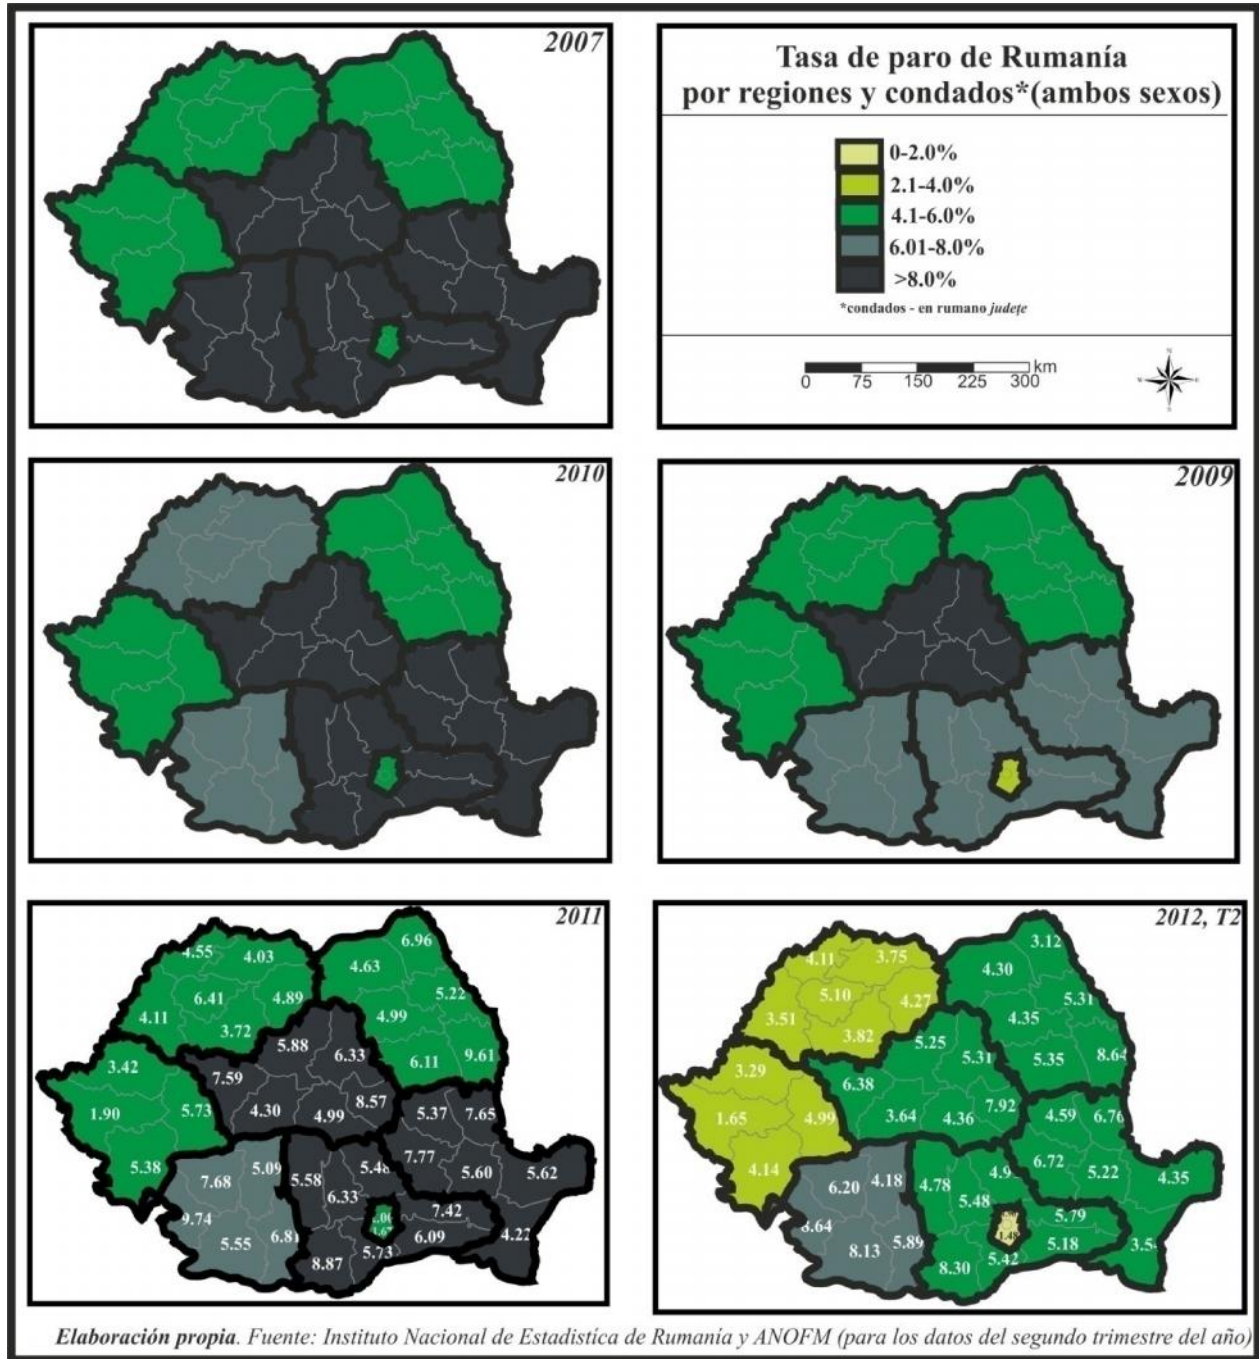 2007
Tasa de paro de Rumanía
por regiones y condados*(ambos sexos)
0-2.0%
2.1-4.0%
4.1-6.0%
6.01-8.0%
>8.0%
*condados - en rumano județe
km
0 75 150 225 300
2010
2009
2011
4.55 4.03 6.96
4.63
6.41 4.89 5.22
4.11 3.72 4.99
5.88 6.33 6.11 9.61
3.42 7.59
1.90 5.73 4.30 4.99 8.57 5.37 7.65
5.38 7.68 5.09 5.58 5.48 7.77 5.60 5.62
6.33
9.74 5.55 6.81 7.42
8.87 5.73 6.09 4.22
2012, T2
4.11 3.75 3.12
4.30
5.10 4.27 5.31
3.51 3.82 4.35
5.25 5.31 5.35 8.64
3.29 6.38
1.65 4.99 3.64 4.36 7.92 4.59 6.76
4.14 6.20 4.18 4.78 6.72 5.22 4.35
5.48
8.64 8.13 5.89 1.48 5.79
8.30 5.42 5.18
Elaboración propia. Fuente: Instituto Nacional de Estadistíca de Rumanía y ANOFM (para los datos del segundo trimestre del año)